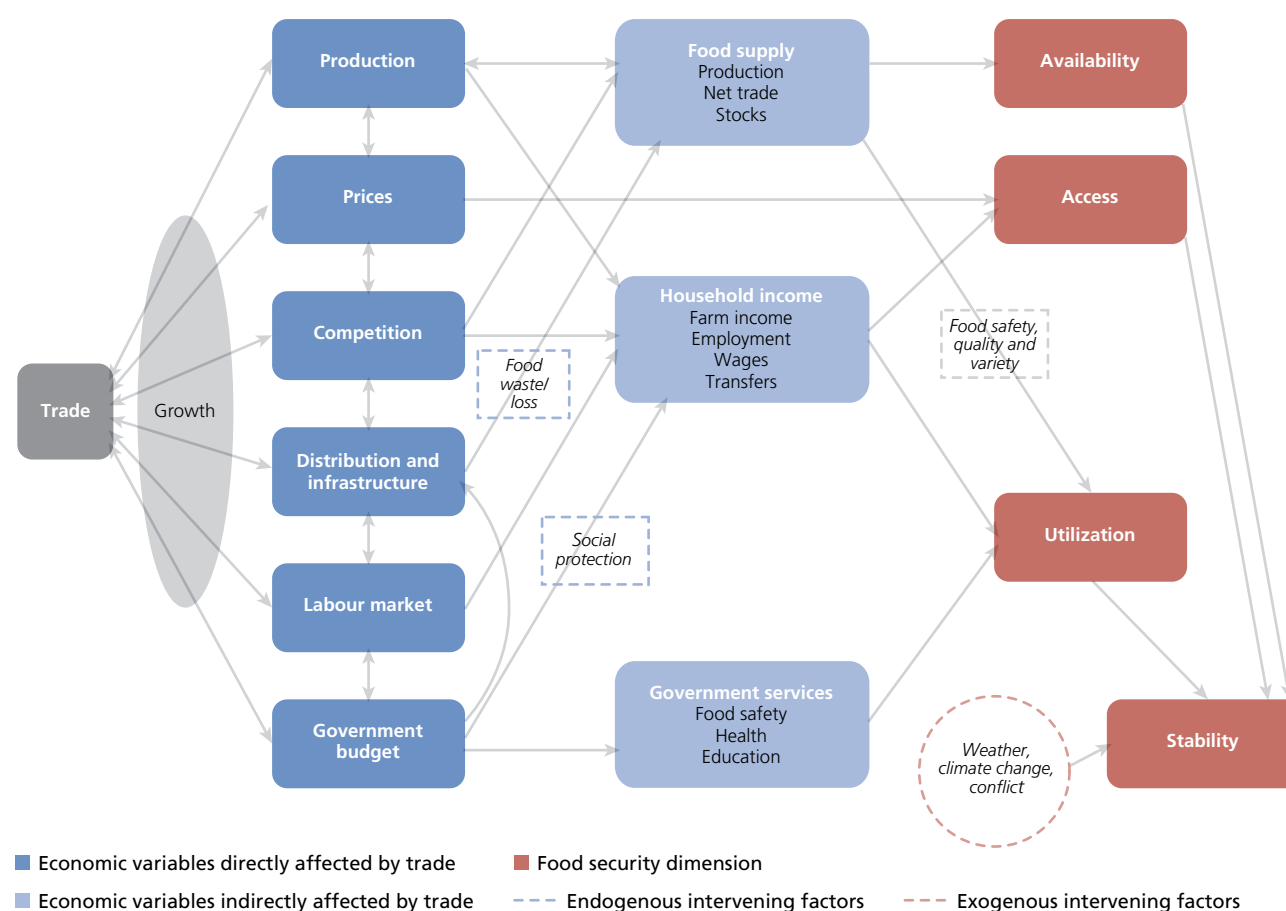 Trade
Growth
Production
Prices
Competition
Distribution and
infrastructure
Labour market
Government
budget
Food
waste/
loss
Social
protection
Food supply
Production
Net trade
Stocks
Household income
Farm income
Employment
Wages
Transfers
Government services
Food safety
Health
Education
Food safety,
quality and
variety
Weather,
climate change,
conflict
Availability
Access
Utilization
Stability
Economic variables directly affected by trade
Food security dimension
Economic variables indirectly affected by trade
Endogenous intervening factors
Exogenous intervening factors